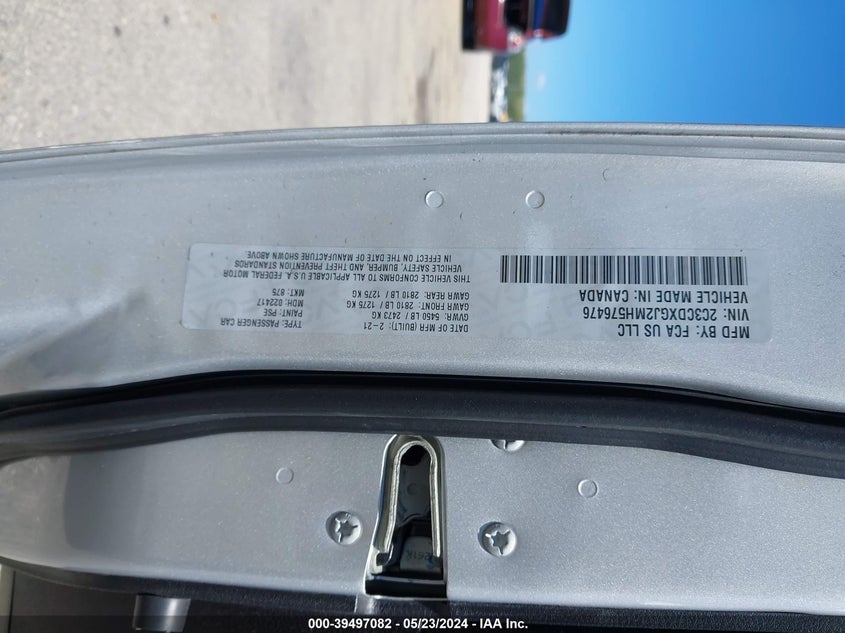 MFD BY: FCA US LLC
VIN: 2C3CDXGJ2MH576476
VEHICLE MADE IN: CANADA
DATE OF MFR (BUILT): 2-21
GVWR: 5450 LB / 2473 KG
GAWR FRONT: 2810 LB / 1275 KG
GAWR REAR: 2810 LB / 1275 KG
TYPE: PASSENGER CAR
PAINT: PSE
MDH: 022417
MKT: 875
THIS VEHICLE CONFORMS TO ALL APPLICABLE U.S.A. FEDERAL MOTOR
VEHICLE SAFETY, BUMPER, AND THEFT PREVENTION STANDARDS
IN EFFECT ON THE DATE OF MANUFACTURE SHOWN ABOVE.
000-39497082 - 05/23/2024 - IAA Inc.